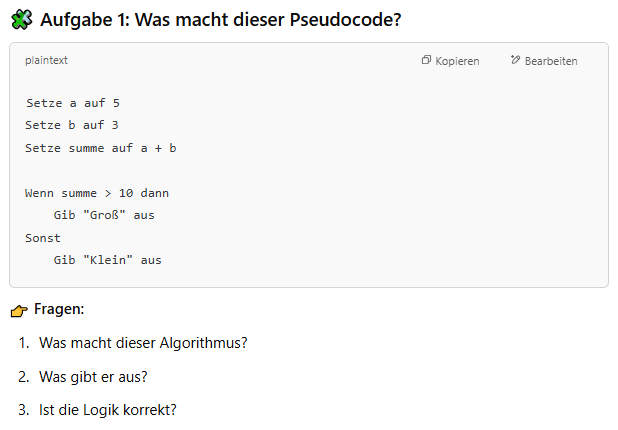 Aufgabe 1: Was macht dieser Pseudocode?
plaintext
Kopieren
Bearbeiten
Setze a auf 5
Setze b auf 3
Setze summe auf a + b
Wenn summe > 10 dann
    Gib "Groß" aus
Sonst
    Gib "Klein" aus
Fragen:
1. Was macht dieser Algorithmus?
2. Was gibt er aus?
3. Ist die Logik korrekt?